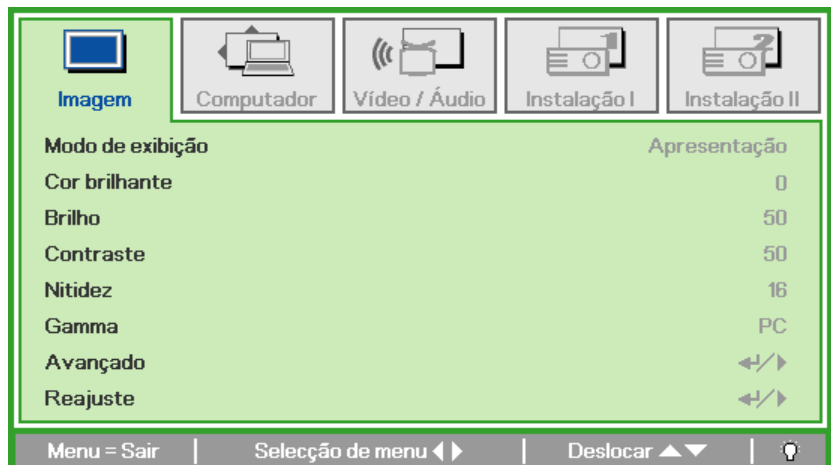 Imagem Computador Vídeo / Áudio Instalação I Instalação II
Modo de exibição Apresentação
Cor brilhante 0
Brilho 50
Contraste 50
Nitidez 16
Gamma PC
Avançado
Reajuste
Menu = Sair Selecção de menu Deslocar